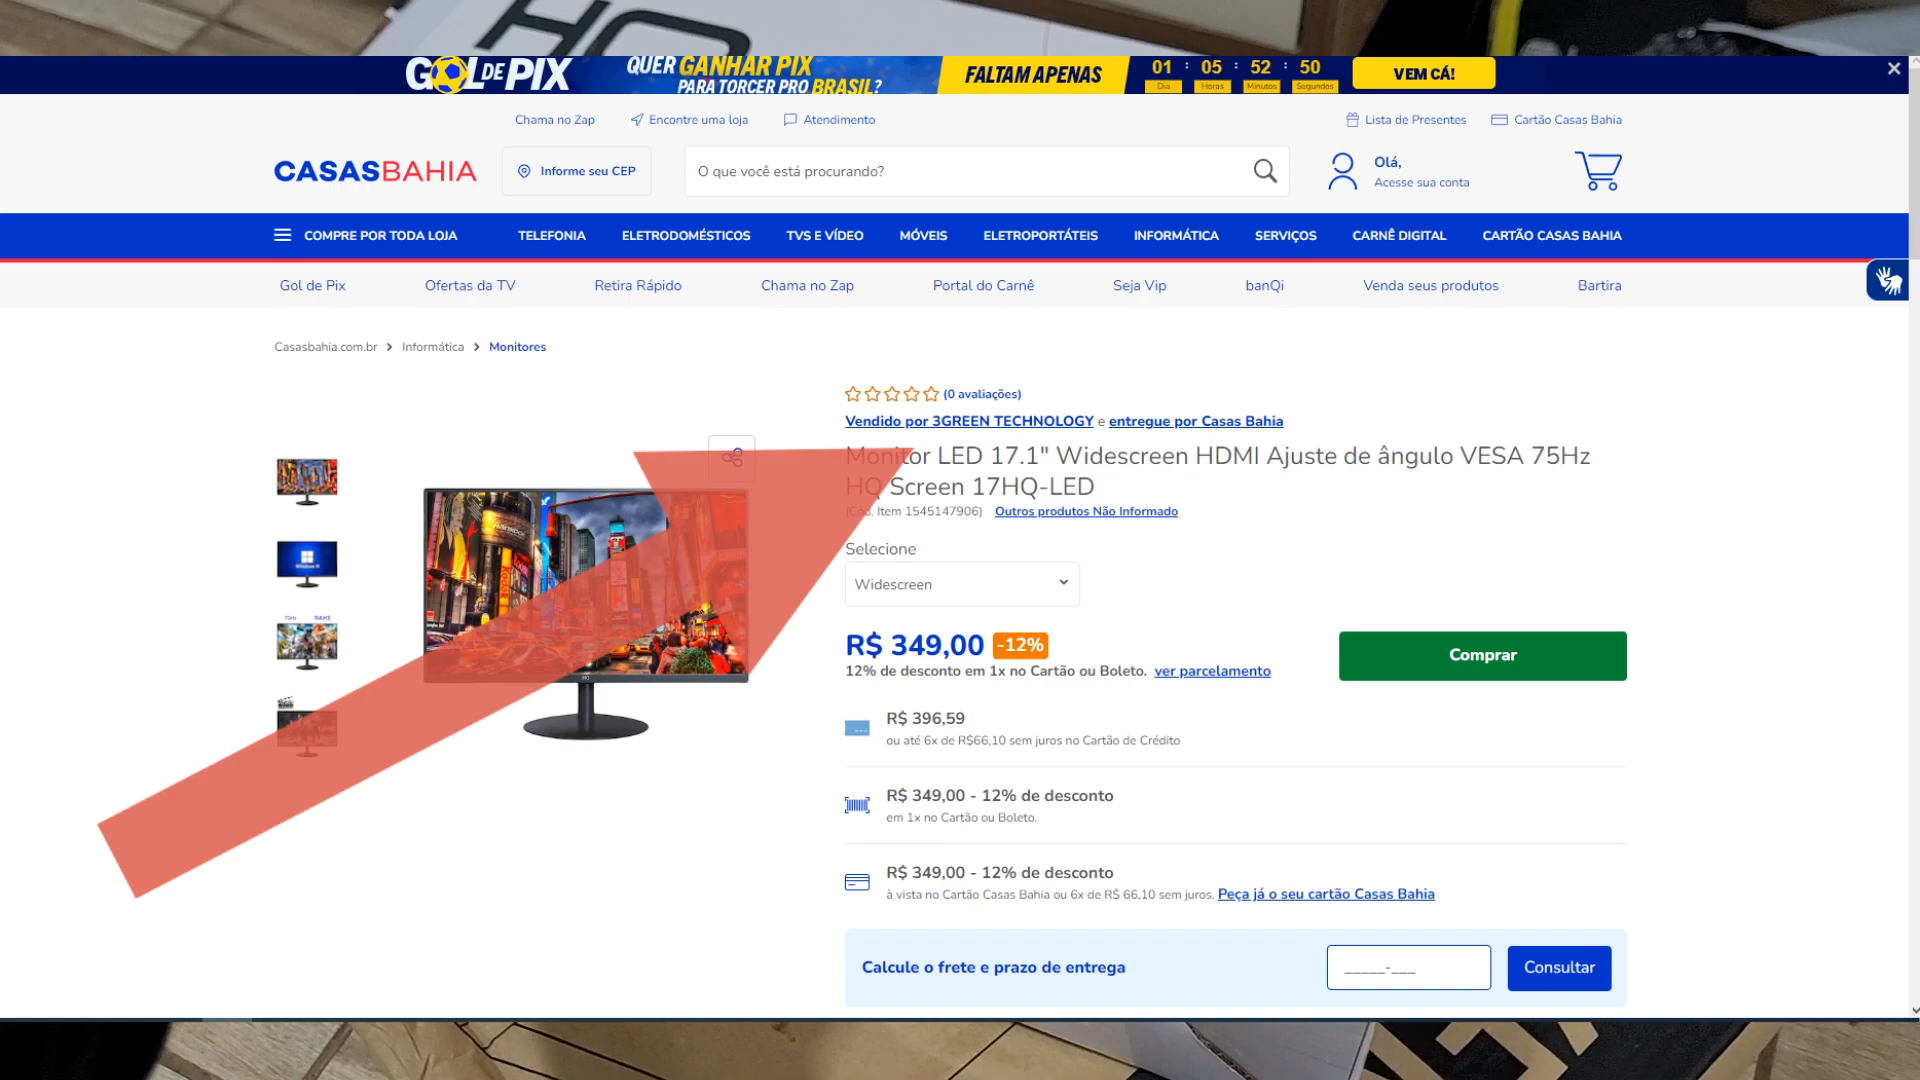 HQ
GOL DE PIX
QUER GANHAR PIX
PARA TORCER PRO BRASIL?
FALTAM APENAS
01 : 05 : 52 : 50
Dia Horas Minutos Segundos
VEM CÁ!
Chama no Zap
Encontre uma loja
Atendimento
Lista de Presentes
Cartão Casas Bahia
CASASBAHIA
Informe seu CEP
O que você está procurando?
Olá,
Acesse sua conta
COMPRE POR TODA LOJA
TELEFONIA
ELETRODOMÉSTICOS
TVS E VÍDEO
MÓVEIS
ELETROPORTÁTEIS
INFORMÁTICA
SERVIÇOS
CARNÊ DIGITAL
CARTÃO CASAS BAHIA
Gol de Pix
Ofertas da TV
Retira Rápido
Chama no Zap
Portal do Carnê
Seja Vip
banQi
Venda seus produtos
Bartira
Casasbahia.com.br > Informática > Monitores
(0 avaliações)
Vendido por 3GREEN TECHNOLOGY e entregue por Casas Bahia
Monitor LED 17.1" Widescreen HDMI Ajuste de ângulo VESA 75Hz
HQ Screen 17HQ-LED
(Cód. Item 1545147906) Outros produtos Não Informado
Selecione
Widescreen
R$ 349,00 -12%
12% de desconto em 1x no Cartão ou Boleto. ver parcelamento
Comprar
R$ 396,59
ou até 6x de R$66,10 sem juros no Cartão de Crédito
R$ 349,00 - 12% de desconto
em 1x no Cartão ou Boleto.
R$ 349,00 - 12% de desconto
à vista no Cartão Casas Bahia ou 6x de R$ 66,10 sem juros. Peça já o seu cartão Casas Bahia
Calcule o frete e prazo de entrega
_____-___
Consultar